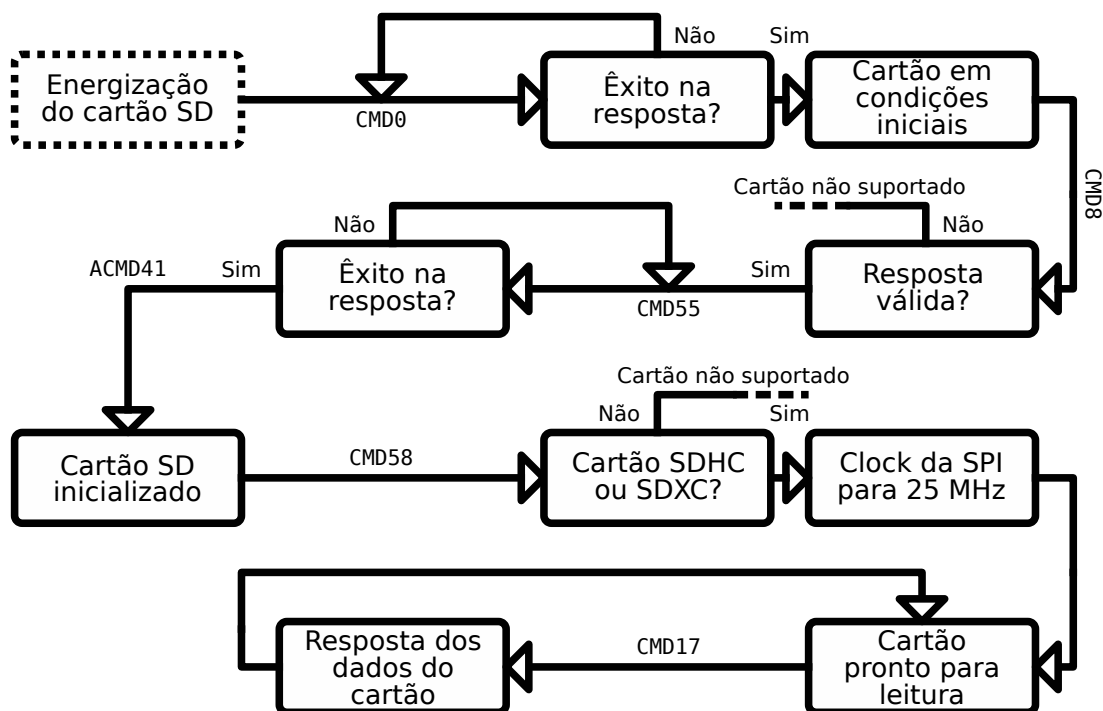 Não
Sim
Energização
do cartão SD
CMD0
Êxito na
resposta?
Cartão em
condições
iniciais
CMD8
Cartão não suportado
Não
Resposta
válida?
Sim
CMD55
Não
Êxito na
resposta?
Sim
ACMD41
Cartão SD
inicializado
CMD58
Cartão não suportado
Não
Sim
Cartão SDHC
ou SDXC?
Clock da SPI
para 25 MHz
Cartão
pronto para
leitura
CMD17
Resposta dos
dados do
cartão